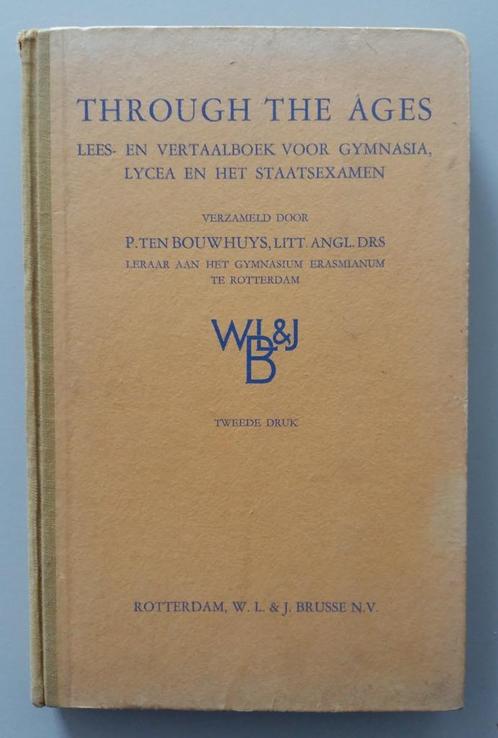 THROUGH THE AGES
LEES- EN VERTAALBOEK VOOR GYMNASIA,
LYCEA EN HET STAATSEXAMEN
VERZAMELD DOOR
P. TEN BOUWHUYS, LITT. ANGL. DRS
LERAAR AAN HET GYMNASIUM ERASMIANUM
TE ROTTERDAM
WL&J
B
TWEEDE DRUK
ROTTERDAM, W. L. & J. BRUSSE N.V.